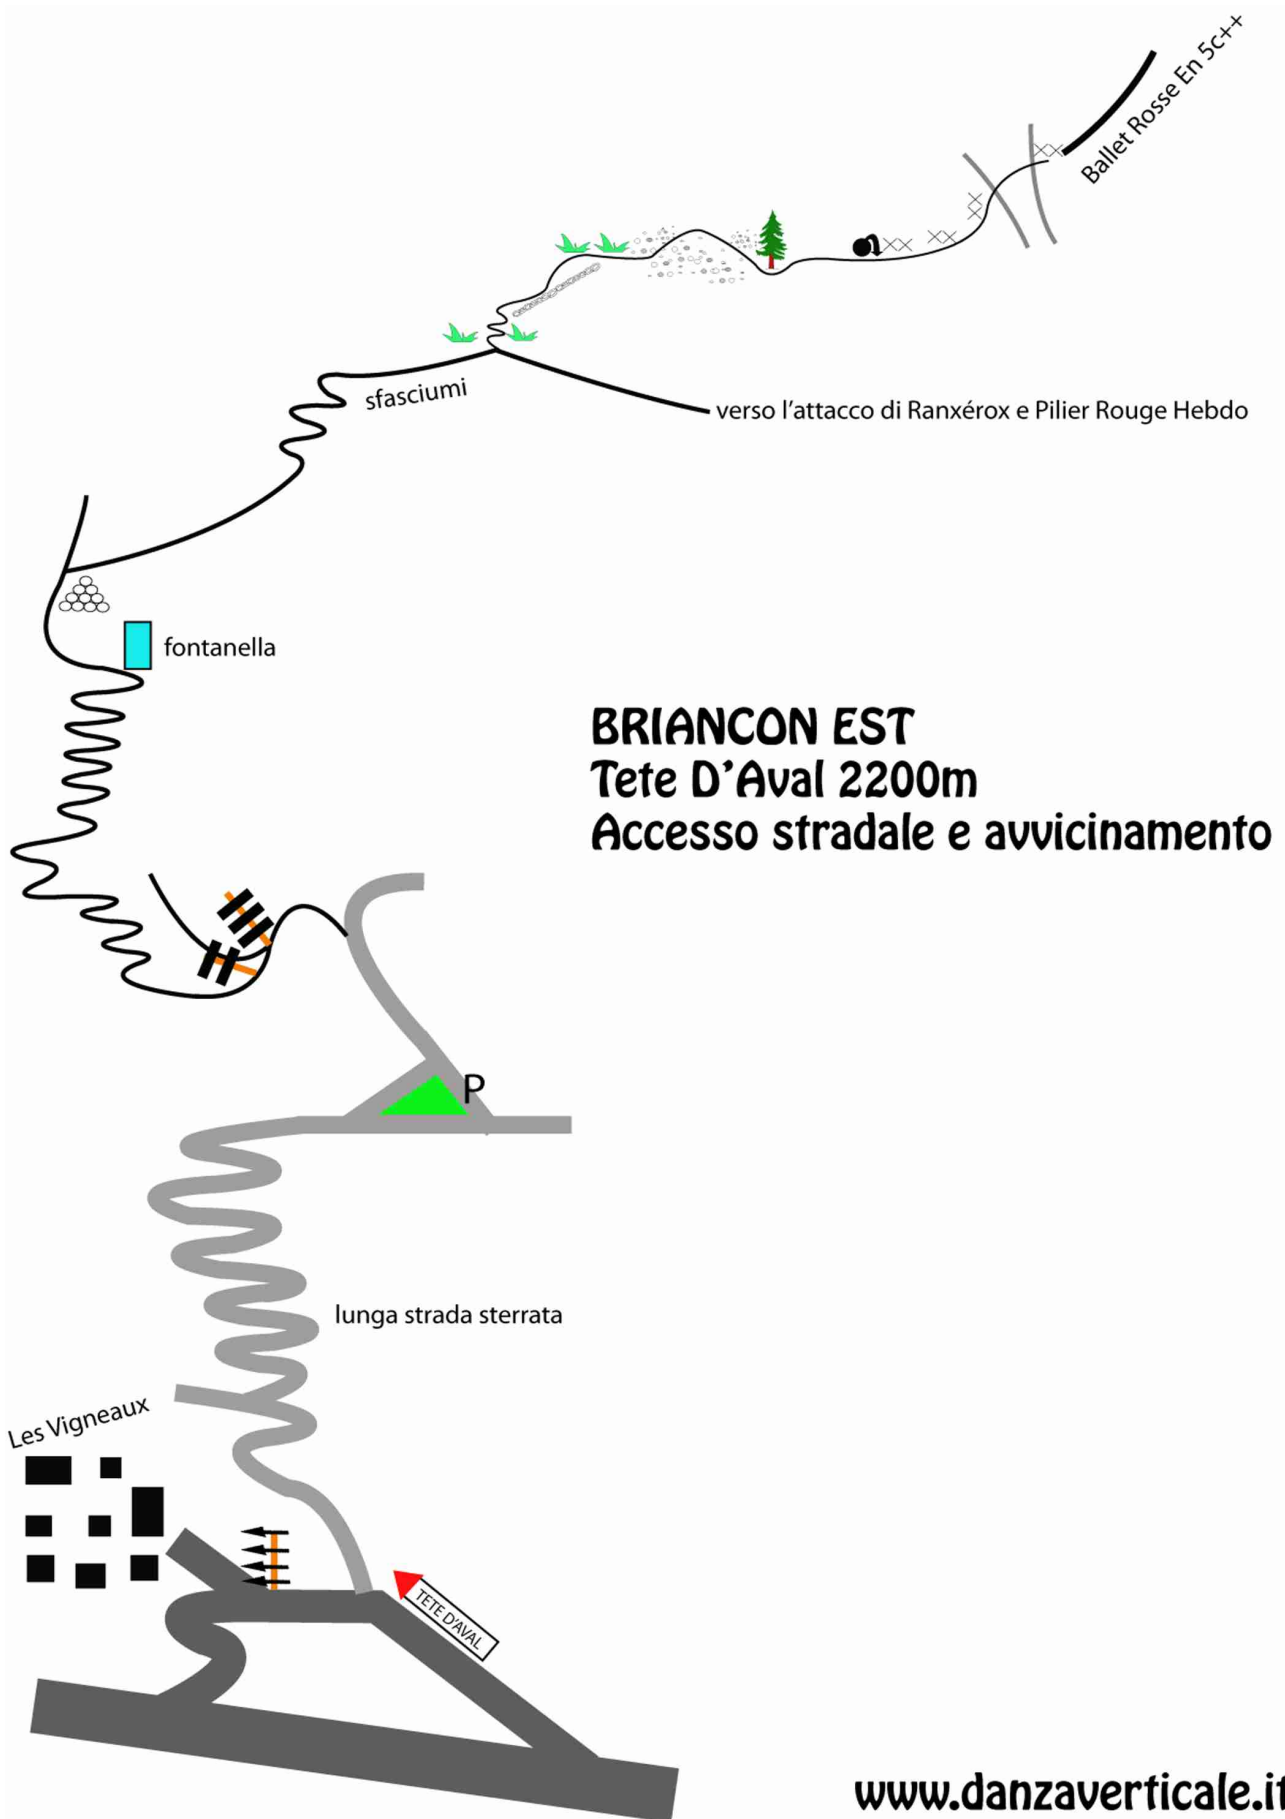 Ballet Rosse En 5c++
sfasciumi
verso l'attacco di Ranxérox e Pilier Rouge Hebdo
fontanella
BRIANCON EST
Tete D'Aval 2200m
Accesso stradale e avvicinamento
P
lunga strada sterrata
Les Vigneaux
TETE D'AVAL
www.danzaverticale.it